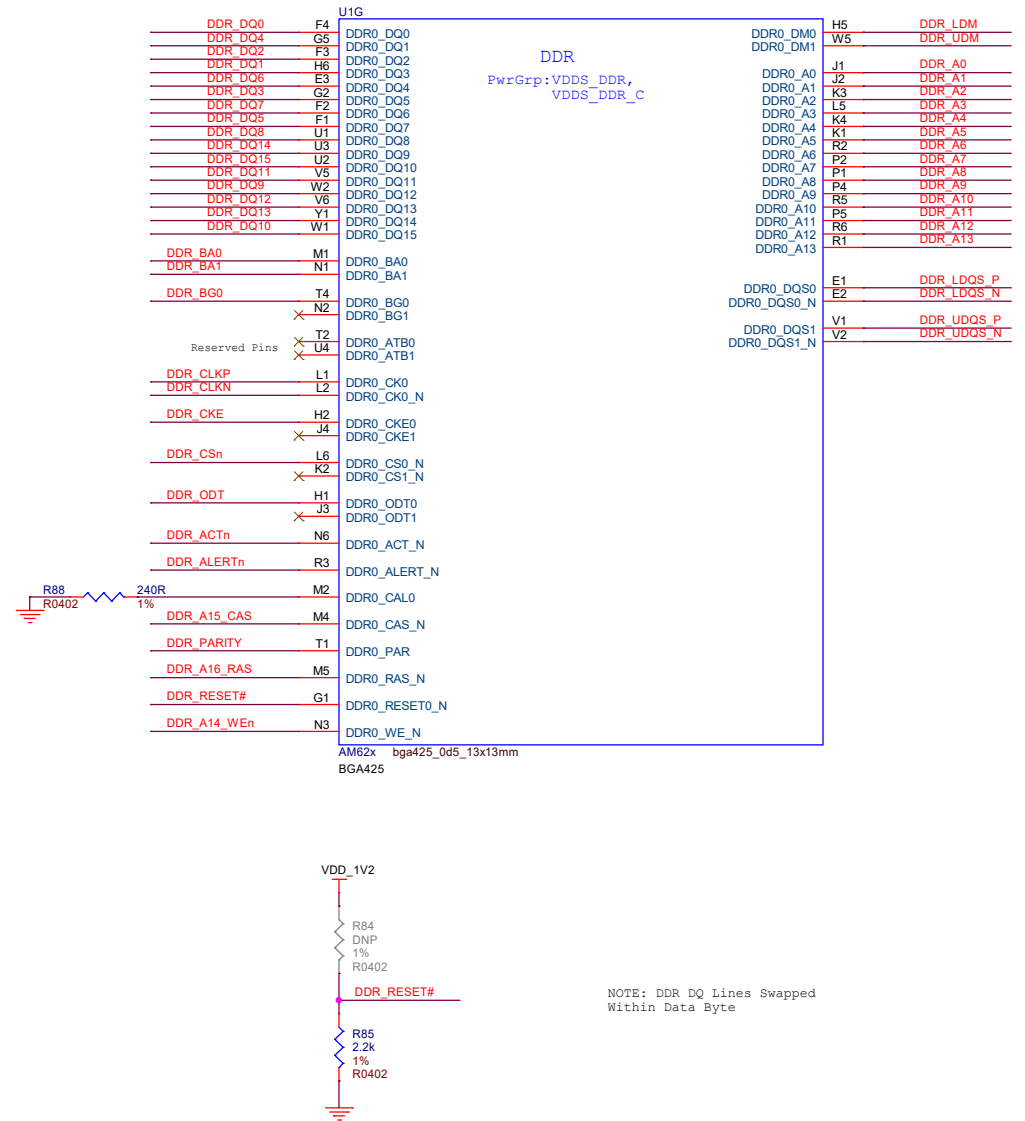 U1G
DDR_DQ0 F4 DDR0_DQ0
DDR_DQ4 G5 DDR0_DQ1
DDR_DQ2 F3 DDR0_DQ2
DDR_DQ1 H6 DDR0_DQ3
DDR_DQ6 E3 DDR0_DQ4
DDR_DQ3 G2 DDR0_DQ5
DDR_DQ7 F2 DDR0_DQ6
DDR_DQ5 F1 DDR0_DQ7
DDR_DQ8 U1 DDR0_DQ8
DDR_DQ14 U3 DDR0_DQ9
DDR_DQ15 U2 DDR0_DQ10
DDR_DQ11 V5 DDR0_DQ11
DDR_DQ9 W2 DDR0_DQ12
DDR_DQ12 V6 DDR0_DQ13
DDR_DQ13 Y1 DDR0_DQ14
DDR_DQ10 W1 DDR0_DQ15
DDR_BA0 M1 DDR0_BA0
DDR_BA1 N1 DDR0_BA1
DDR_BG0 T4 DDR0_BG0
N2 DDR0_BG1
T2 DDR0_ATB0
Reserved Pins U4 DDR0_ATB1
DDR_CLKP L1 DDR0_CK0
DDR_CLKN L2 DDR0_CK0_N
DDR_CKE H2 DDR0_CKE0
J4 DDR0_CKE1
DDR_CSn L6 DDR0_CS0_N
K2 DDR0_CS1_N
DDR_ODT H1 DDR0_ODT0
J3 DDR0_ODT1
DDR_ACTn N6 DDR0_ACT_N
DDR_ALERTn R3 DDR0_ALERT_N
R88 240R M2 DDR0_CAL0
R0402 1%
DDR_A15_CAS M4 DDR0_CAS_N
DDR_PARITY T1 DDR0_PAR
DDR_A16_RAS M5 DDR0_RAS_N
DDR_RESET# G1 DDR0_RESET0_N
DDR_A14_WEn N3 DDR0_WE_N
DDR
PwrGrp:VDDS_DDR,
VDDS_DDR_C
DDR0_DM0 H5 DDR_LDM
DDR0_DM1 W5 DDR_UDM
DDR0_A0 J1 DDR_A0
DDR0_A1 J2 DDR_A1
DDR0_A2 K3 DDR_A2
DDR0_A3 L5 DDR_A3
DDR0_A4 K4 DDR_A4
DDR0_A5 K1 DDR_A5
DDR0_A6 R2 DDR_A6
DDR0_A7 P2 DDR_A7
DDR0_A8 P1 DDR_A8
DDR0_A9 P4 DDR_A9
DDR0_A10 R5 DDR_A10
DDR0_A11 P5 DDR_A11
DDR0_A12 R6 DDR_A12
DDR0_A13 R1 DDR_A13
DDR0_DQS0 E1 DDR_LDQS_P
DDR0_DQS0_N E2 DDR_LDQS_N
DDR0_DQS1 V1 DDR_UDQS_P
DDR0_DQS1_N V2 DDR_UDQS_N
AM62x bga425_0d5_13x13mm
BGA425
VDD_1V2
R84
DNP
1%
R0402
DDR_RESET#
R85
2.2k
1%
R0402
NOTE: DDR DQ Lines Swapped
Within Data Byte